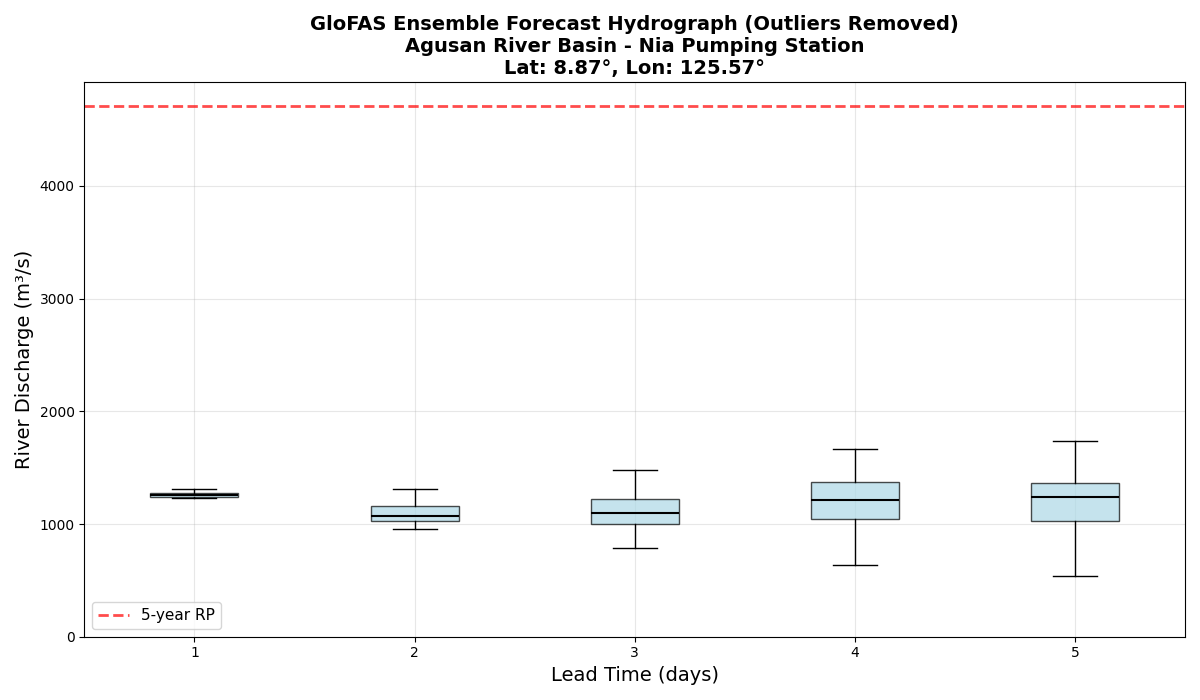 GloFAS Ensemble Forecast Hydrograph (Outliers Removed)
Agusan River Basin - Nia Pumping Station
Lat: 8.87°, Lon: 125.57°
River Discharge (m³/s)
4000
3000
2000
1000
0
5-year RP
1
2
3
4
5
Lead Time (days)